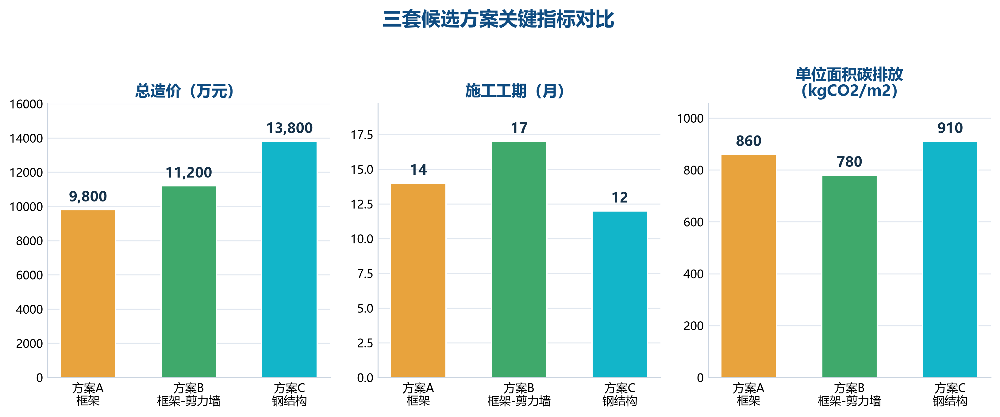 三套候选方案关键指标对比
总造价（万元）
16000
14000
12000
10000
8000
6000
4000
2000
0
9,800
11,200
13,800
方案A
框架
方案B
框架-剪力墙
方案C
钢结构
施工工期（月）
17.5
15.0
12.5
10.0
7.5
5.0
2.5
0.0
14
17
12
方案A
框架
方案B
框架-剪力墙
方案C
钢结构
单位面积碳排放
（kgCO2/m2）
1000
800
600
400
200
0
860
780
910
方案A
框架
方案B
框架-剪力墙
方案C
钢结构